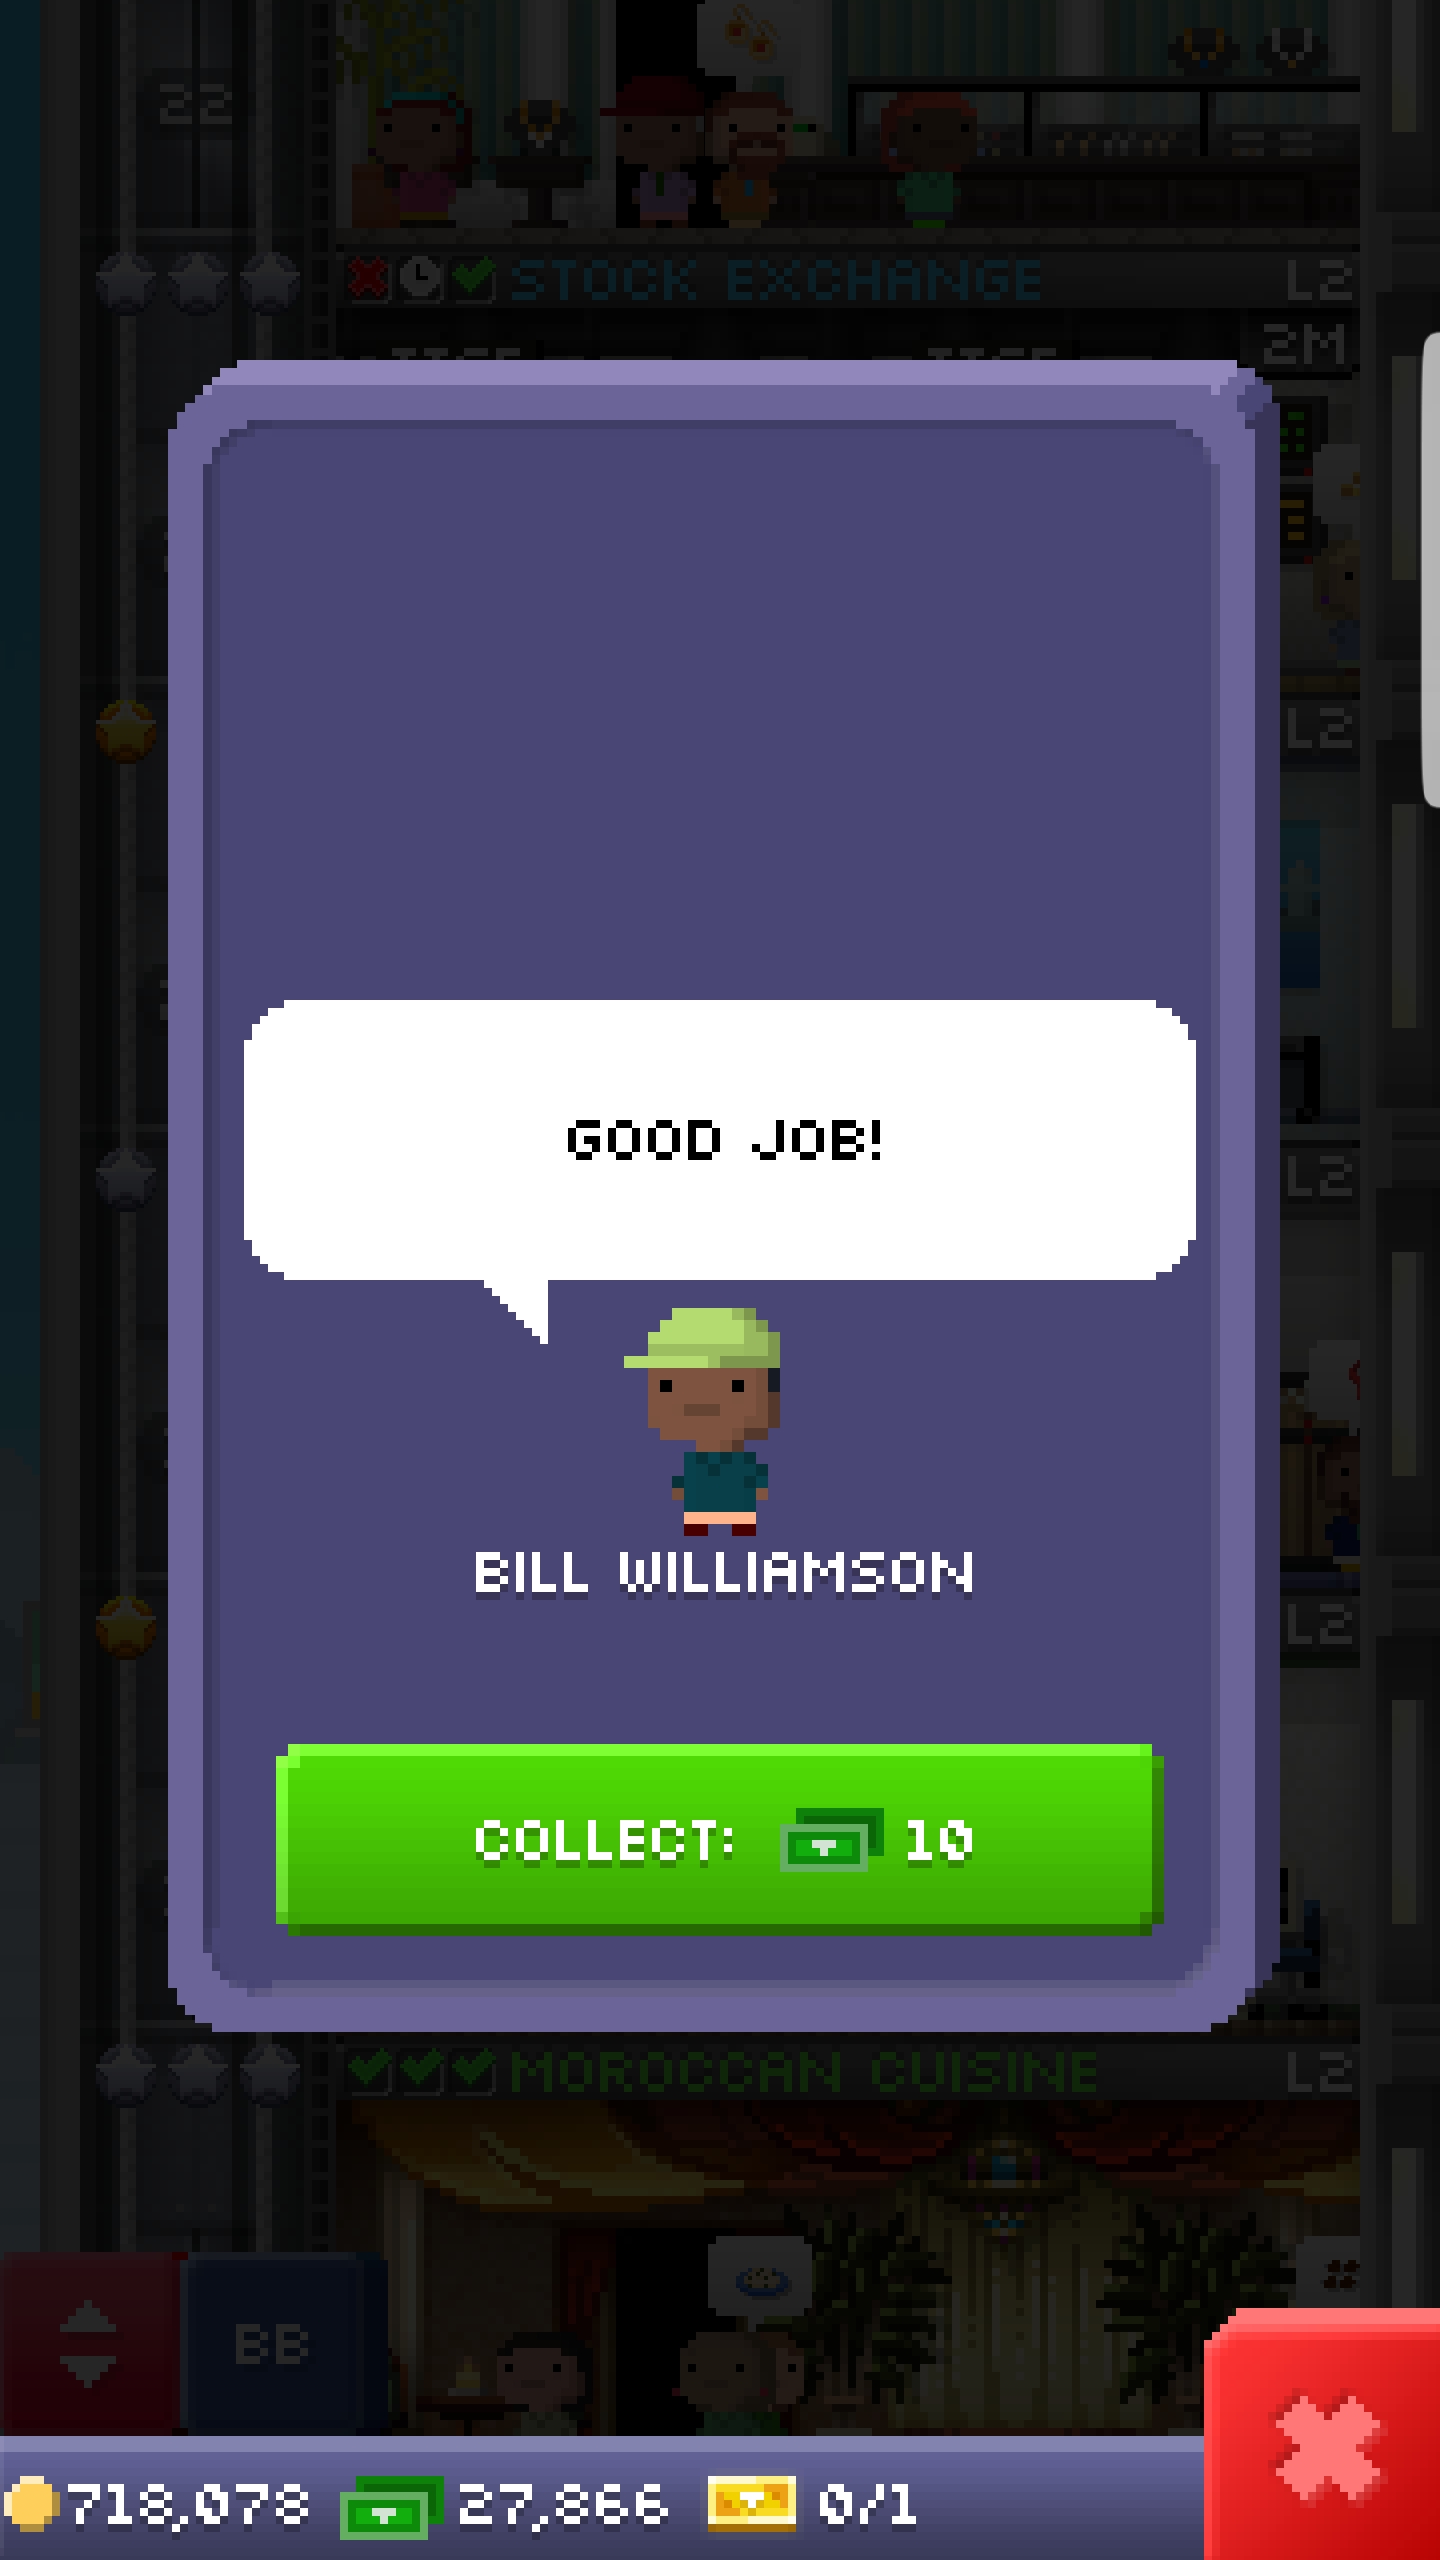 22
STOCK EXCHANGE L2
2M
L2
GOOD JOB!
L2
BILL WILLIAMSON
L2
COLLECT: 10
MOROCCAN CUISINE L2
BB
718,078 27,866 0/1